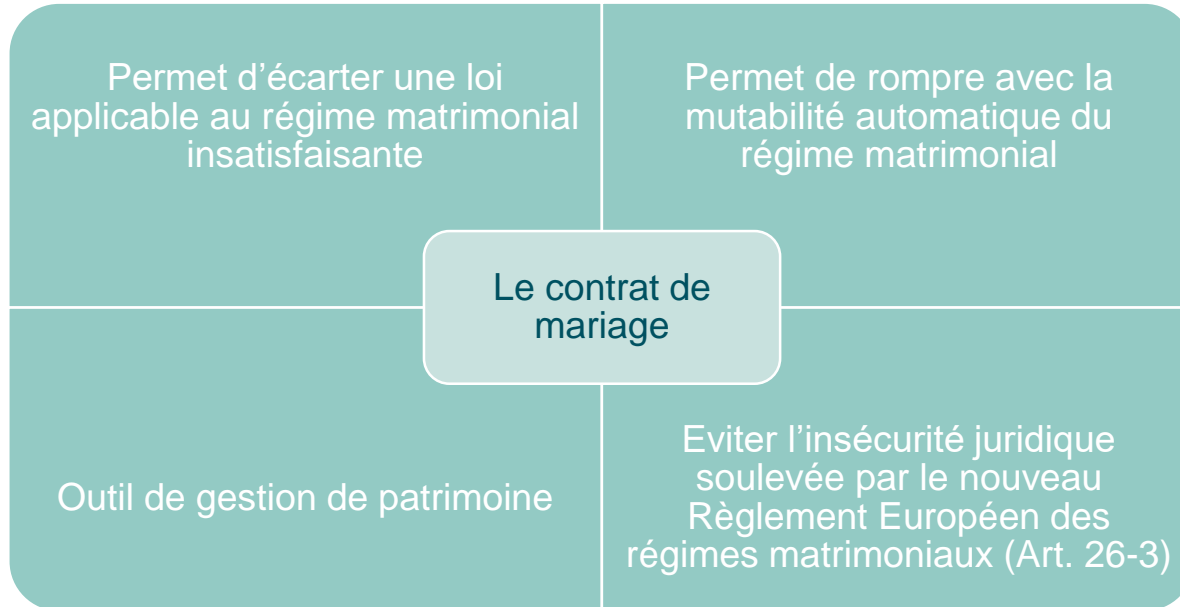 Permet d'écarter une loi
applicable au régime matrimonial
insatisfaisante
Permet de rompre avec la
mutabilité automatique du
régime matrimonial
Le contrat de
mariage
Outil de gestion de patrimoine
Eviter l'insécurité juridique
soulevée par le nouveau
Règlement Européen des
régimes matrimoniaux (Art. 26-3)